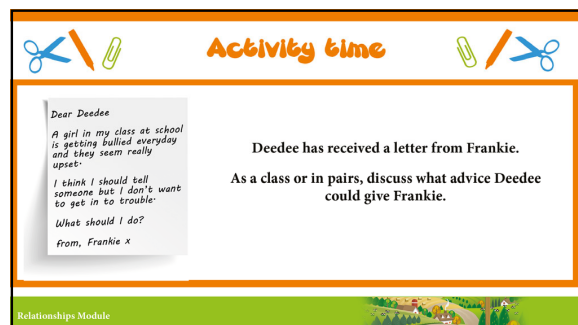 Activity time
Dear Deedee
A girl in my class at school
is getting bullied everyday
and they seem really
upset.
I think I should tell
someone but I don't want
to get in to trouble.
What should I do?
from, Frankie x
Deedee has received a letter from Frankie.
As a class or in pairs, discuss what advice Deedee
could give Frankie.
Relationships Module